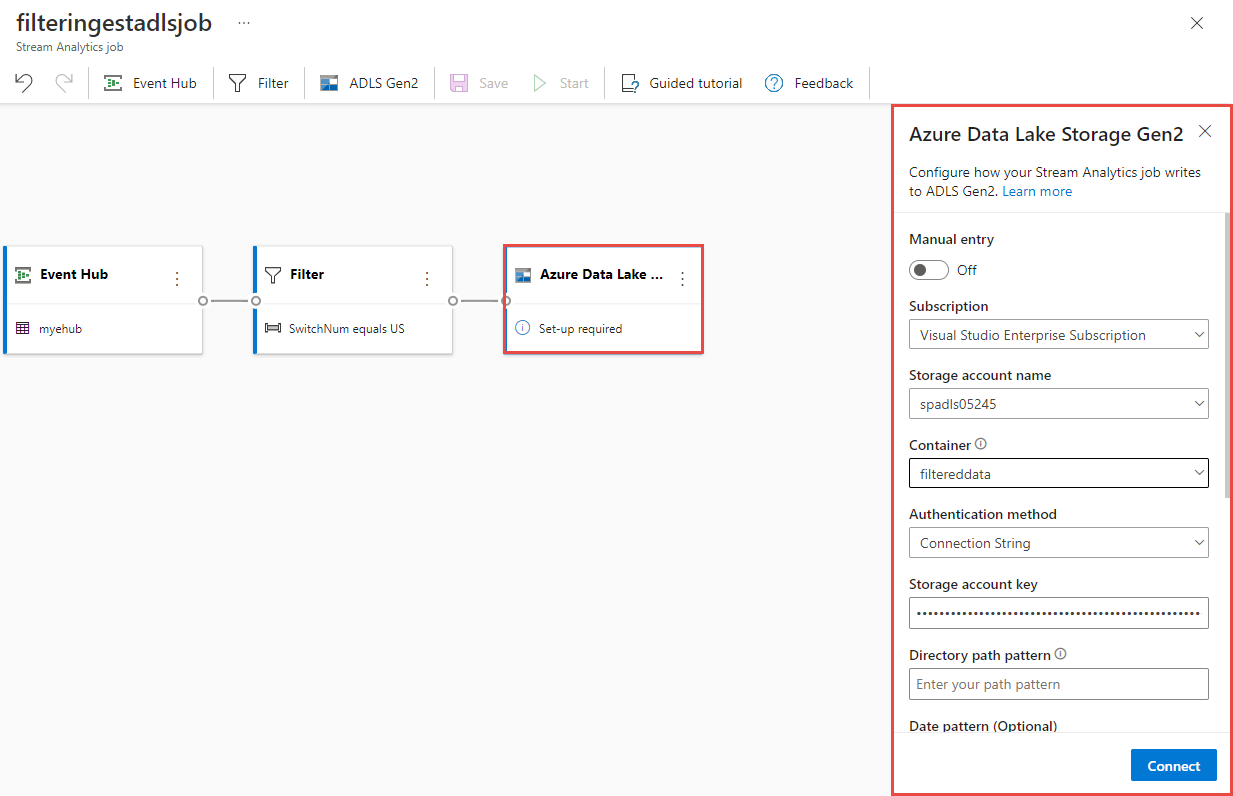 filteringestadlsjob ...
Stream Analytics job
Event Hub Filter ADLS Gen2 Save Start Guided tutorial Feedback
Event Hub
myehub
Filter
SwitchNum equals US
Azure Data Lake ...
Set-up required
Azure Data Lake Storage Gen2
Configure how your Stream Analytics job writes
to ADLS Gen2. Learn more
Manual entry
Off
Subscription
Visual Studio Enterprise Subscription
Storage account name
spadls05245
Container
filtereddata
Authentication method
Connection String
Storage account key
••••••••••••••••••••••••••••••••••••••••••••••••
Directory path pattern
Enter your path pattern
Date pattern (Optional)
Connect